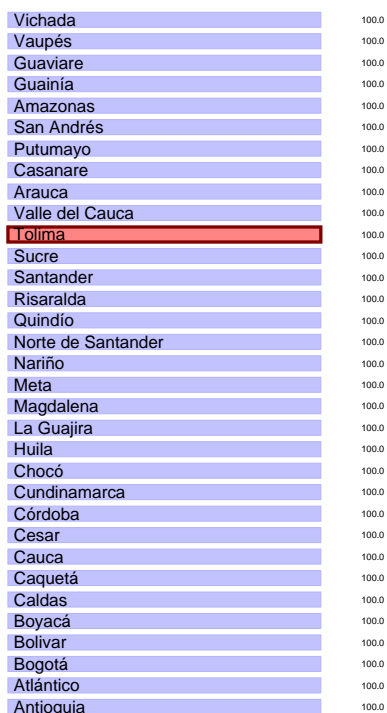 Vichada 100.0
Vaupés 100.0
Guaviare 100.0
Guainía 100.0
Amazonas 100.0
San Andrés 100.0
Putumayo 100.0
Casanare 100.0
Arauca 100.0
Valle del Cauca 100.0
Tolima 100.0
Sucre 100.0
Santander 100.0
Risaralda 100.0
Quindío 100.0
Norte de Santander 100.0
Nariño 100.0
Meta 100.0
Magdalena 100.0
La Guajira 100.0
Huila 100.0
Chocó 100.0
Cundinamarca 100.0
Córdoba 100.0
Cesar 100.0
Cauca 100.0
Caquetá 100.0
Caldas 100.0
Boyacá 100.0
Bolivar 100.0
Bogotá 100.0
Atlántico 100.0
Antioquia 100.0